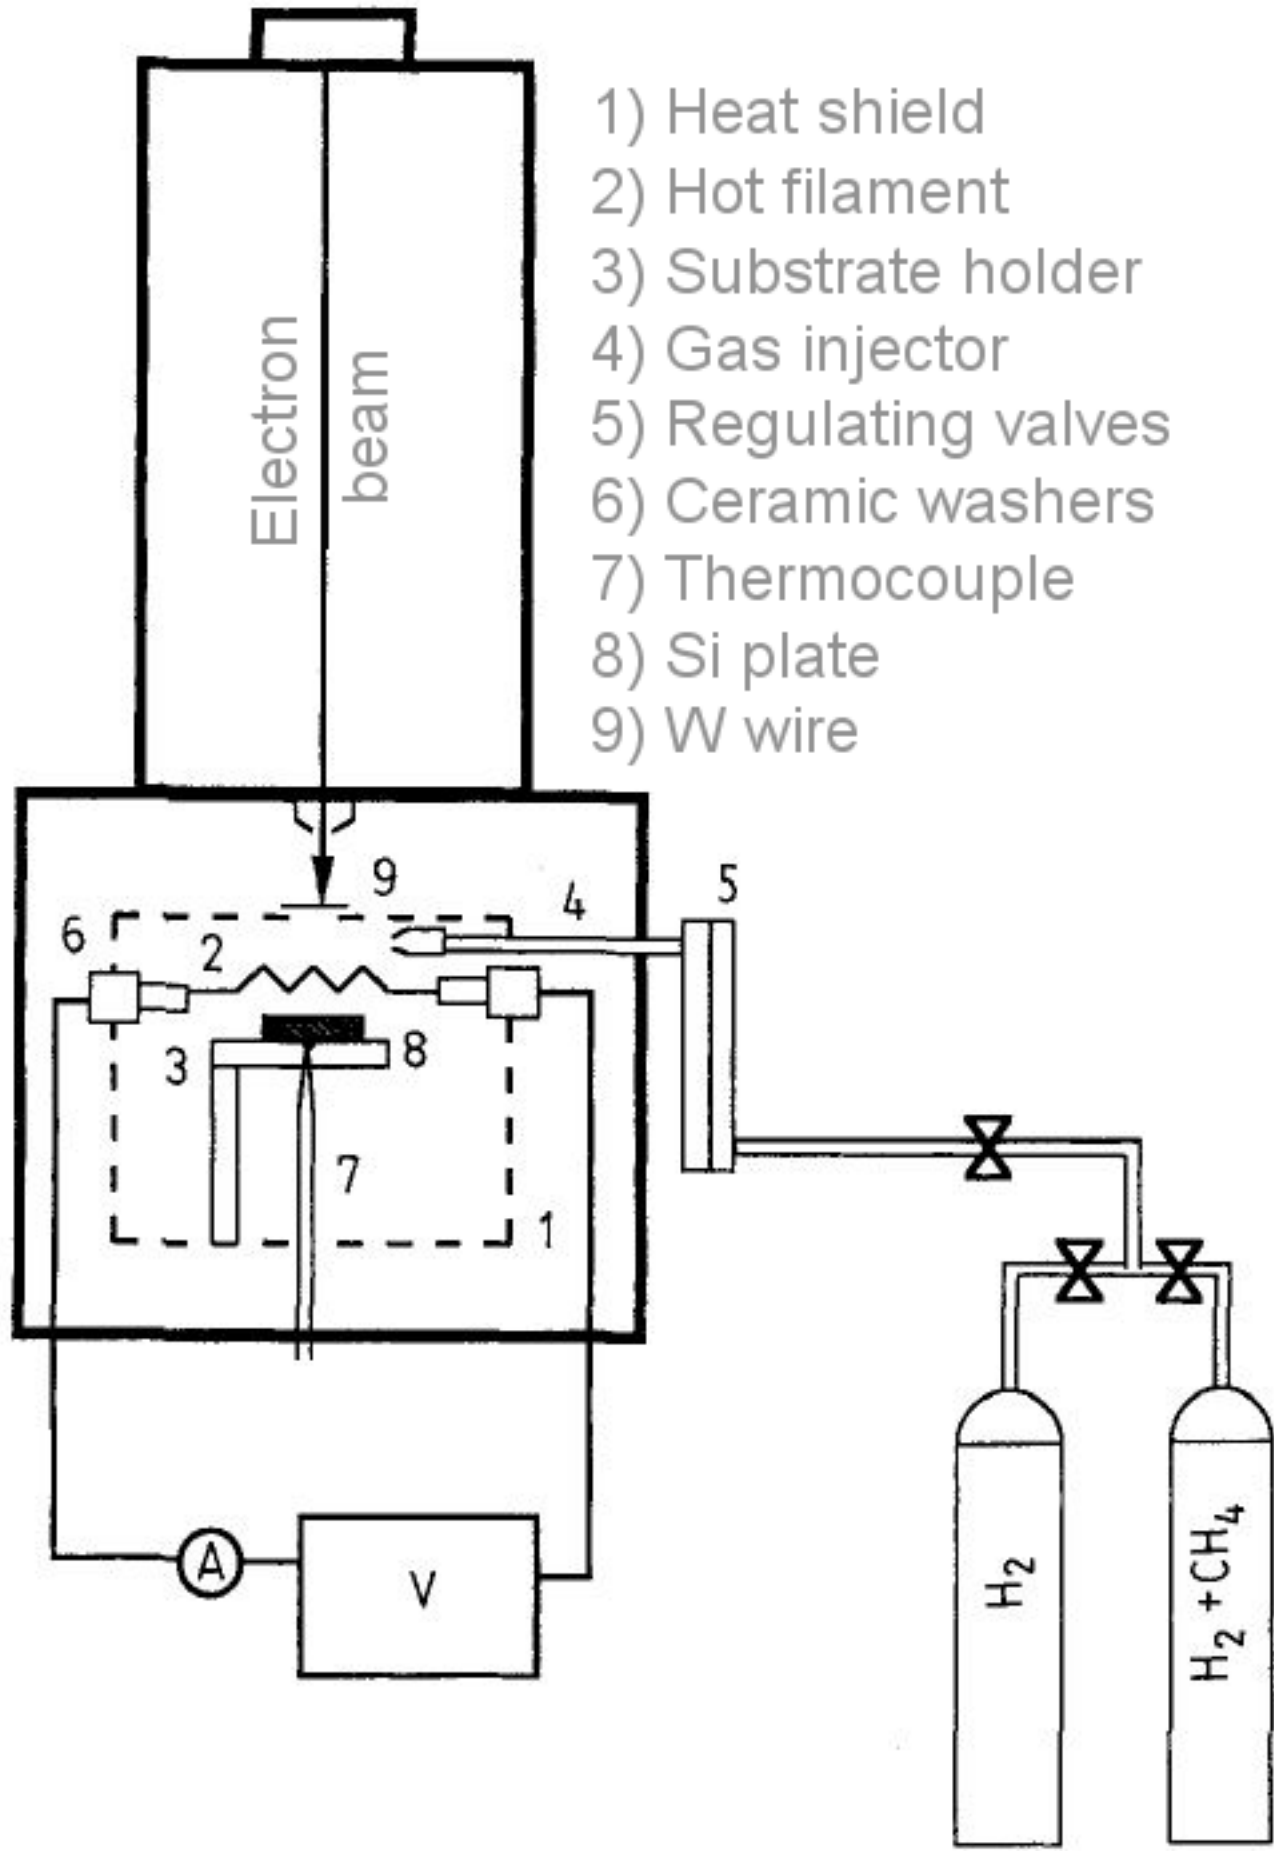 1) Heat shield
2) Hot filament
3) Substrate holder
4) Gas injector
5) Regulating valves
6) Ceramic washers
7) Thermocouple
8) Si plate
9) W wire
Electron
beam
9
4
5
6
2
3
8
7
1
A
V
H₂
H₂ + CH₄